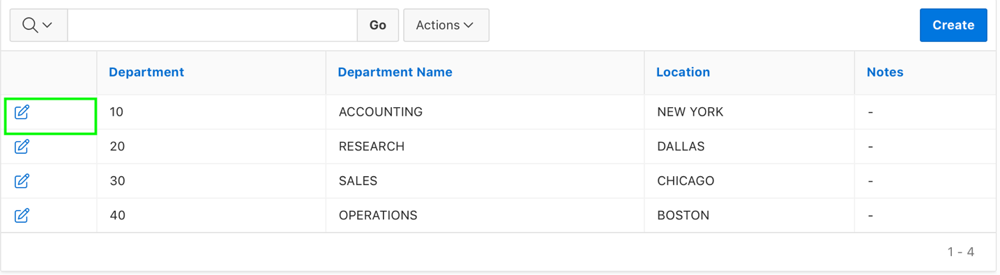 Go Actions Create
Department Department Name Location Notes
10 ACCOUNTING NEW YORK -
20 RESEARCH DALLAS -
30 SALES CHICAGO -
40 OPERATIONS BOSTON -
1 - 4